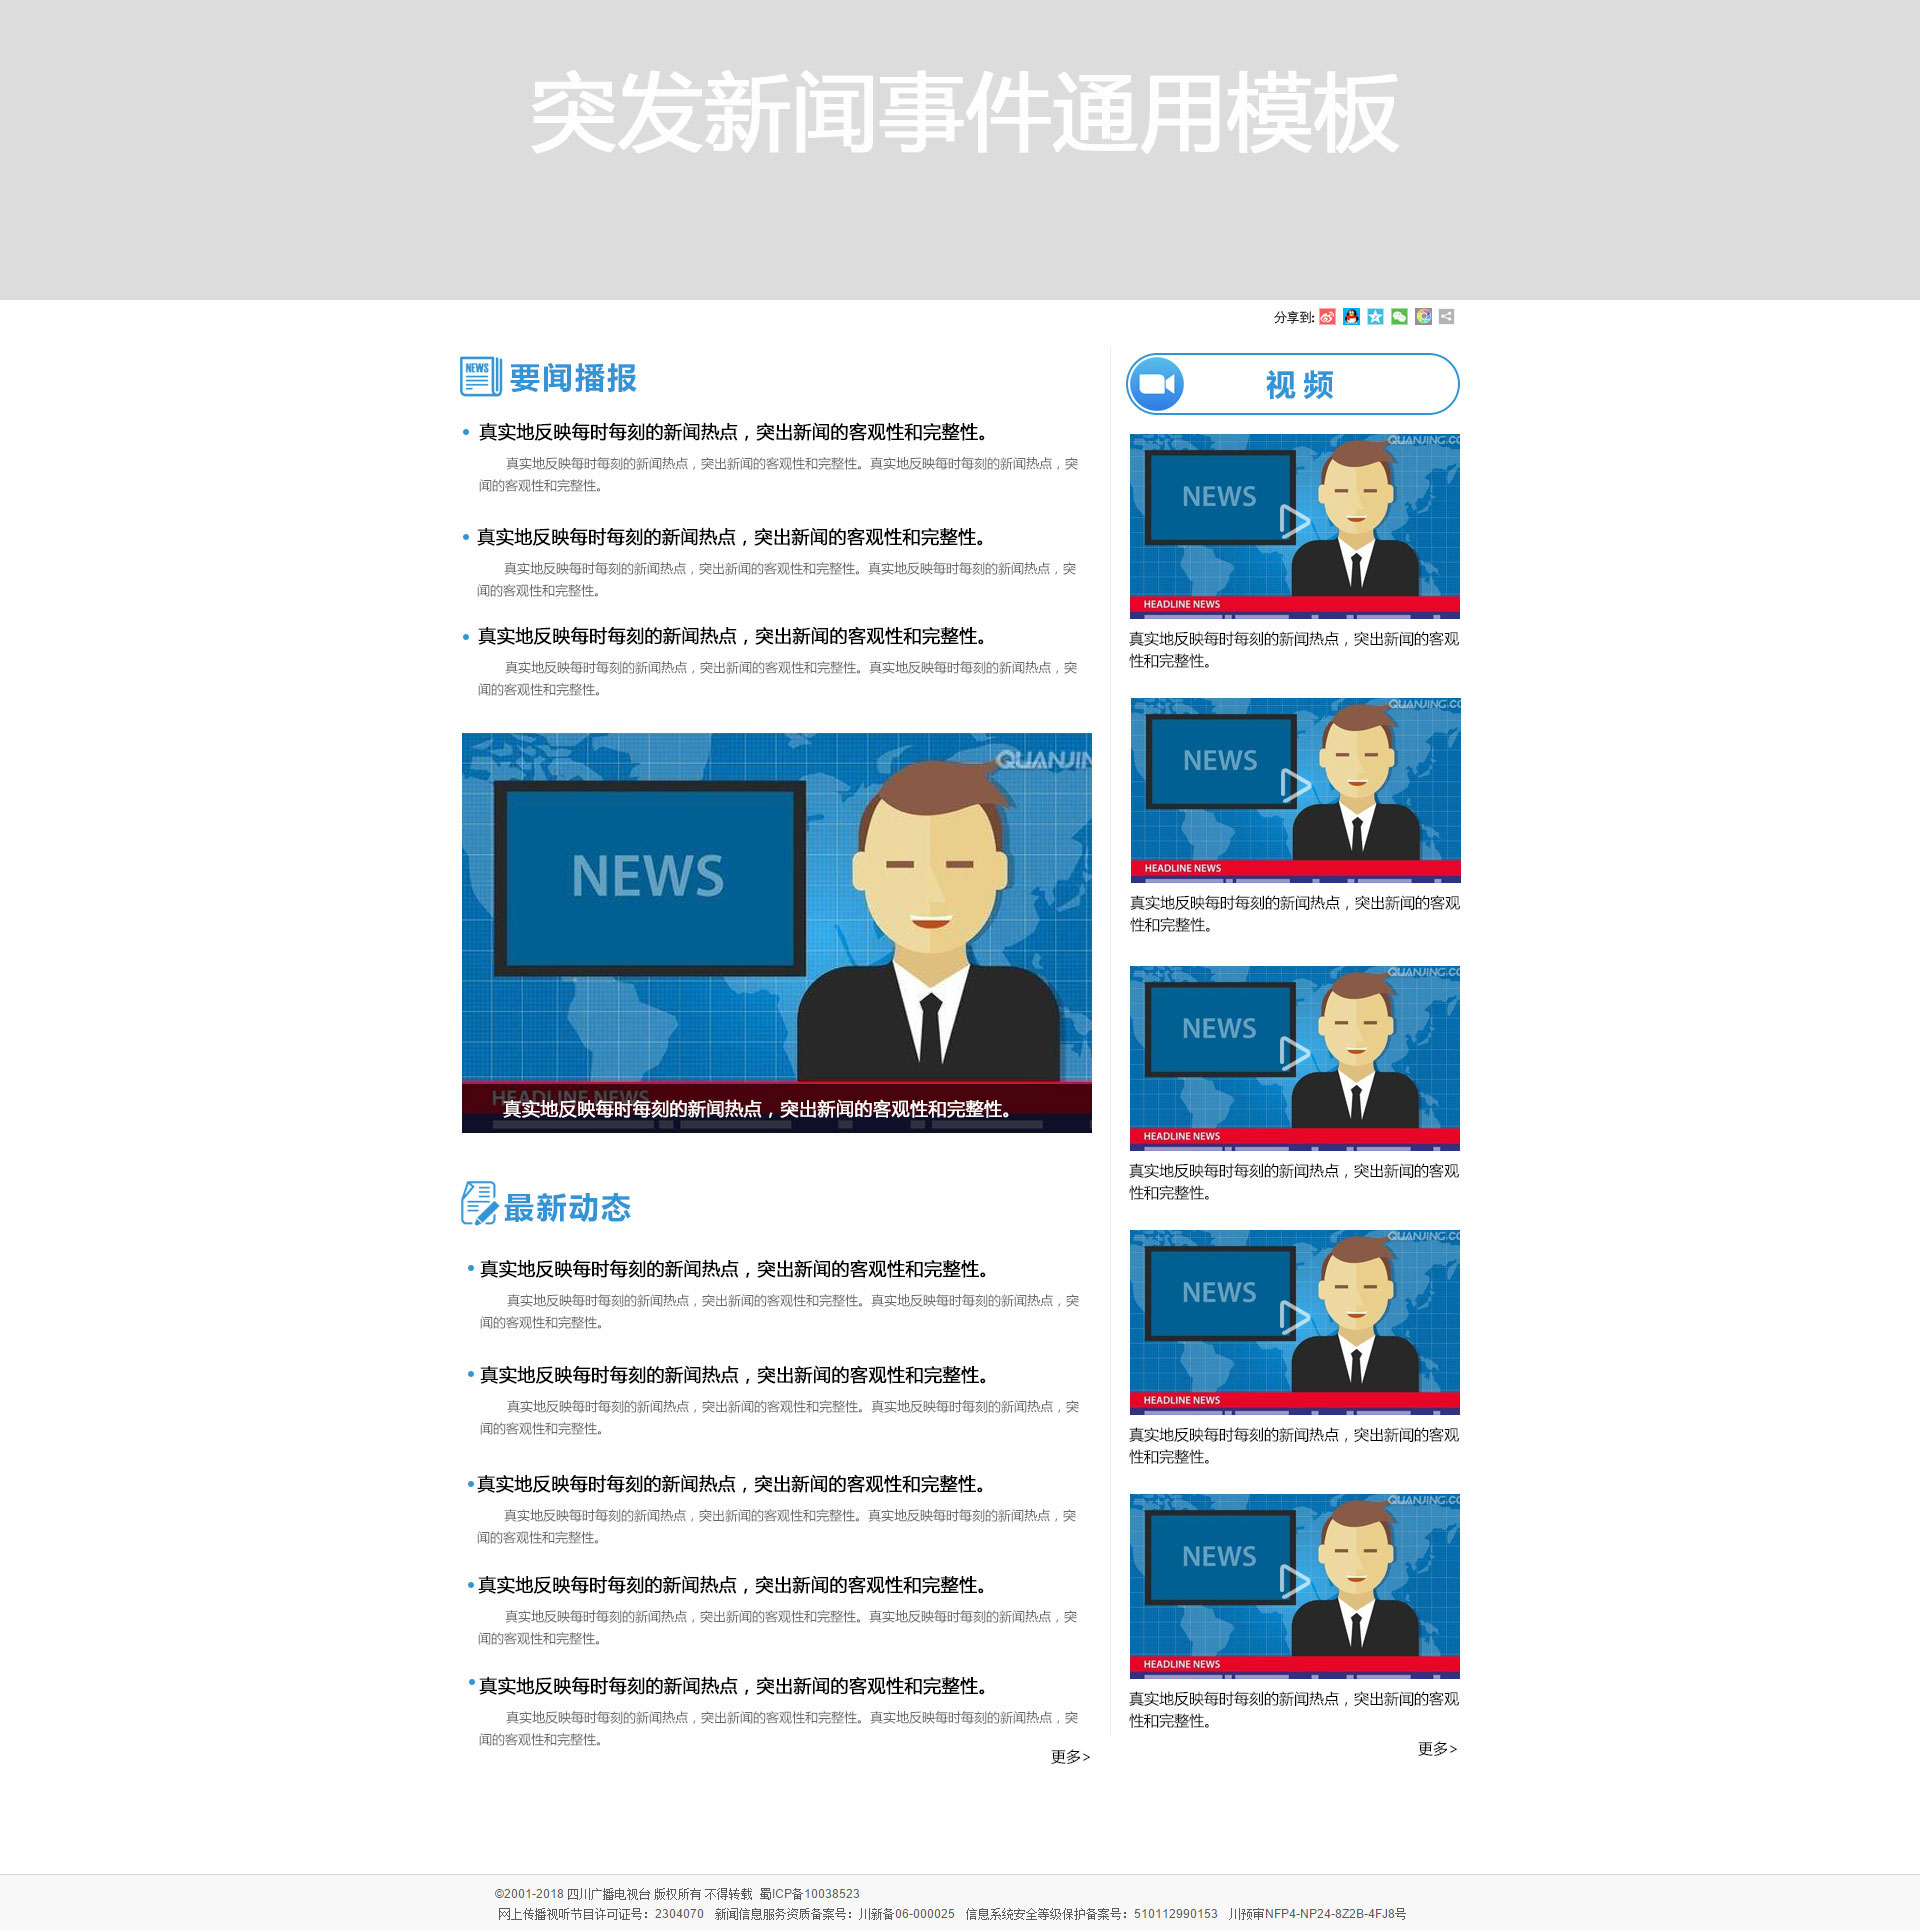 突发新闻事件通用模板
分享到:
NEWS
要闻播报
真实地反映每时每刻的新闻热点，突出新闻的客观性和完整性。
真实地反映每时每刻的新闻热点，突出新闻的客观性和完整性。真实地反映每时每刻的新闻热点，突
闻的客观性和完整性。
真实地反映每时每刻的新闻热点，突出新闻的客观性和完整性。
真实地反映每时每刻的新闻热点，突出新闻的客观性和完整性。真实地反映每时每刻的新闻热点，突
闻的客观性和完整性。
真实地反映每时每刻的新闻热点，突出新闻的客观性和完整性。
真实地反映每时每刻的新闻热点，突出新闻的客观性和完整性。真实地反映每时每刻的新闻热点，突
闻的客观性和完整性。
QUANJING
NEWS
HEADLINE NEWS
真实地反映每时每刻的新闻热点，突出新闻的客观性和完整性。
最新动态
真实地反映每时每刻的新闻热点，突出新闻的客观性和完整性。
真实地反映每时每刻的新闻热点，突出新闻的客观性和完整性。真实地反映每时每刻的新闻热点，突
闻的客观性和完整性。
真实地反映每时每刻的新闻热点，突出新闻的客观性和完整性。
真实地反映每时每刻的新闻热点，突出新闻的客观性和完整性。真实地反映每时每刻的新闻热点，突
闻的客观性和完整性。
真实地反映每时每刻的新闻热点，突出新闻的客观性和完整性。
真实地反映每时每刻的新闻热点，突出新闻的客观性和完整性。真实地反映每时每刻的新闻热点，突
闻的客观性和完整性。
真实地反映每时每刻的新闻热点，突出新闻的客观性和完整性。
真实地反映每时每刻的新闻热点，突出新闻的客观性和完整性。真实地反映每时每刻的新闻热点，突
闻的客观性和完整性。
真实地反映每时每刻的新闻热点，突出新闻的客观性和完整性。
真实地反映每时每刻的新闻热点，突出新闻的客观性和完整性。真实地反映每时每刻的新闻热点，突
闻的客观性和完整性。
更多>
视 频
QUANJING.CO
NEWS
HEADLINE NEWS
真实地反映每时每刻的新闻热点，突出新闻的客观
性和完整性。
QUANJING.CO
NEWS
HEADLINE NEWS
真实地反映每时每刻的新闻热点，突出新闻的客观
性和完整性。
QUANJING.CO
NEWS
HEADLINE NEWS
真实地反映每时每刻的新闻热点，突出新闻的客观
性和完整性。
QUANJING.CO
NEWS
HEADLINE NEWS
真实地反映每时每刻的新闻热点，突出新闻的客观
性和完整性。
QUANJING.CO
NEWS
HEADLINE NEWS
真实地反映每时每刻的新闻热点，突出新闻的客观
性和完整性。
更多>
©2001-2018 四川广播电视台 版权所有 不得转载 蜀ICP备10038523
网上传播视听节目许可证号：2304070 新闻信息服务资质备案号：川新备06-000025 信息系统安全等级保护备案号：510112990153 川预审NFP4-NP24-8Z2B-4FJ8号